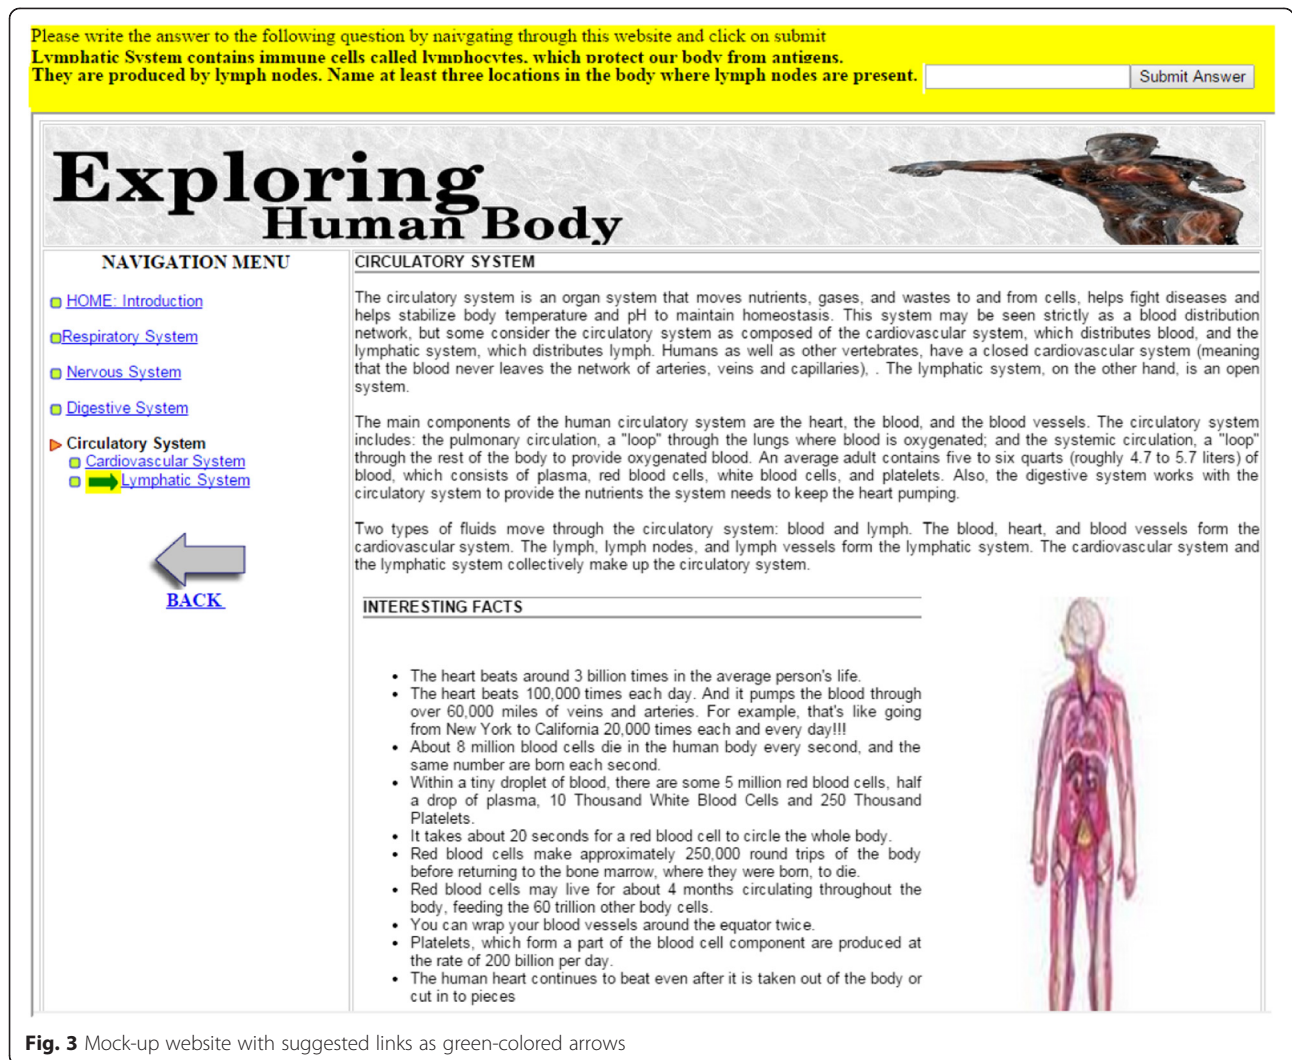 Please write the answer to the following question by naivgating through this website and click on submit
Lymphatic System contains immune cells called lymphocytes, which protect our body from antigens.
They are produced by lymph nodes. Name at least three locations in the body where lymph nodes are present.
Submit Answer
Exploring
Human Body
NAVIGATION MENU
HOME: Introduction
Respiratory System
Nervous System
Digestive System
Circulatory System
Cardiovascular System
Lymphatic System
BACK
CIRCULATORY SYSTEM
The circulatory system is an organ system that moves nutrients, gases, and wastes to and from cells, helps fight diseases and
helps stabilize body temperature and pH to maintain homeostasis. This system may be seen strictly as a blood distribution
network, but some consider the circulatory system as composed of the cardiovascular system, which distributes blood, and the
lymphatic system, which distributes lymph. Humans as well as other vertebrates, have a closed cardiovascular system (meaning
that the blood never leaves the network of arteries, veins and capillaries), . The lymphatic system, on the other hand, is an open
system.
The main components of the human circulatory system are the heart, the blood, and the blood vessels. The circulatory system
includes: the pulmonary circulation, a "loop" through the lungs where blood is oxygenated; and the systemic circulation, a "loop"
through the rest of the body to provide oxygenated blood. An average adult contains five to six quarts (roughly 4.7 to 5.7 liters) of
blood, which consists of plasma, red blood cells, white blood cells, and platelets. Also, the digestive system works with the
circulatory system to provide the nutrients the system needs to keep the heart pumping.
Two types of fluids move through the circulatory system: blood and lymph. The blood, heart, and blood vessels form the
cardiovascular system. The lymph, lymph nodes, and lymph vessels form the lymphatic system. The cardiovascular system and
the lymphatic system collectively make up the circulatory system.
INTERESTING FACTS
• The heart beats around 3 billion times in the average person's life.
• The heart beats 100,000 times each day. And it pumps the blood through
over 60,000 miles of veins and arteries. For example, that's like going
from New York to California 20,000 times each and every day!!!
• About 8 million blood cells die in the human body every second, and the
same number are born each second.
• Within a tiny droplet of blood, there are some 5 million red blood cells, half
a drop of plasma, 10 Thousand White Blood Cells and 250 Thousand
Platelets.
• It takes about 20 seconds for a red blood cell to circle the whole body.
• Red blood cells make approximately 250,000 round trips of the body
before returning to the bone marrow, where they were born, to die.
• Red blood cells may live for about 4 months circulating throughout the
body, feeding the 60 trillion other body cells.
• You can wrap your blood vessels around the equator twice.
• Platelets, which form a part of the blood cell component are produced at
the rate of 200 billion per day.
• The human heart continues to beat even after it is taken out of the body or
cut in to pieces
Fig. 3 Mock-up website with suggested links as green-colored arrows